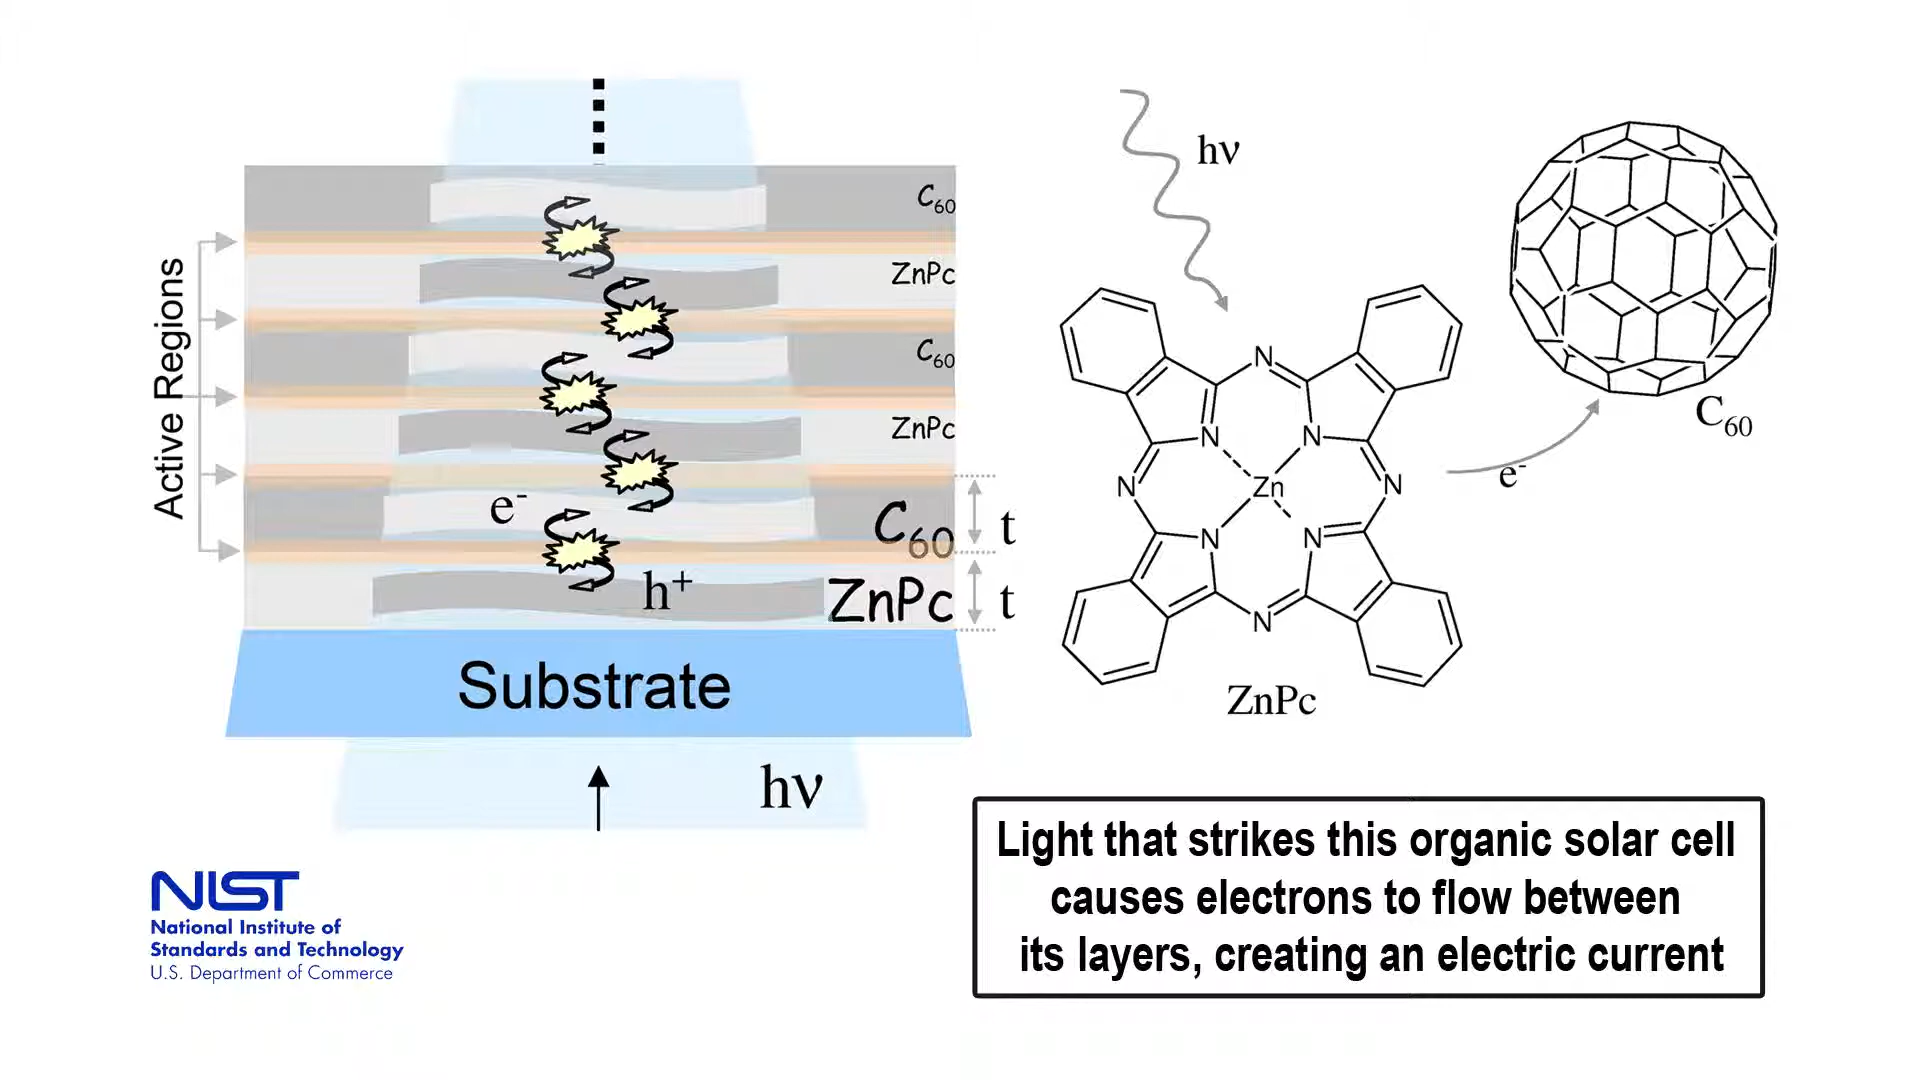 Active Regions
C60
ZnPc
C60
ZnPc
e-
C60
t
h+
ZnPc
t
Substrate
hν
hν
N
N
N
N
N
Zn
N
N
N
ZnPc
e-
C60
NIST
National Institute of
Standards and Technology
U.S. Department of Commerce
Light that strikes this organic solar cell
causes electrons to flow between
its layers, creating an electric current